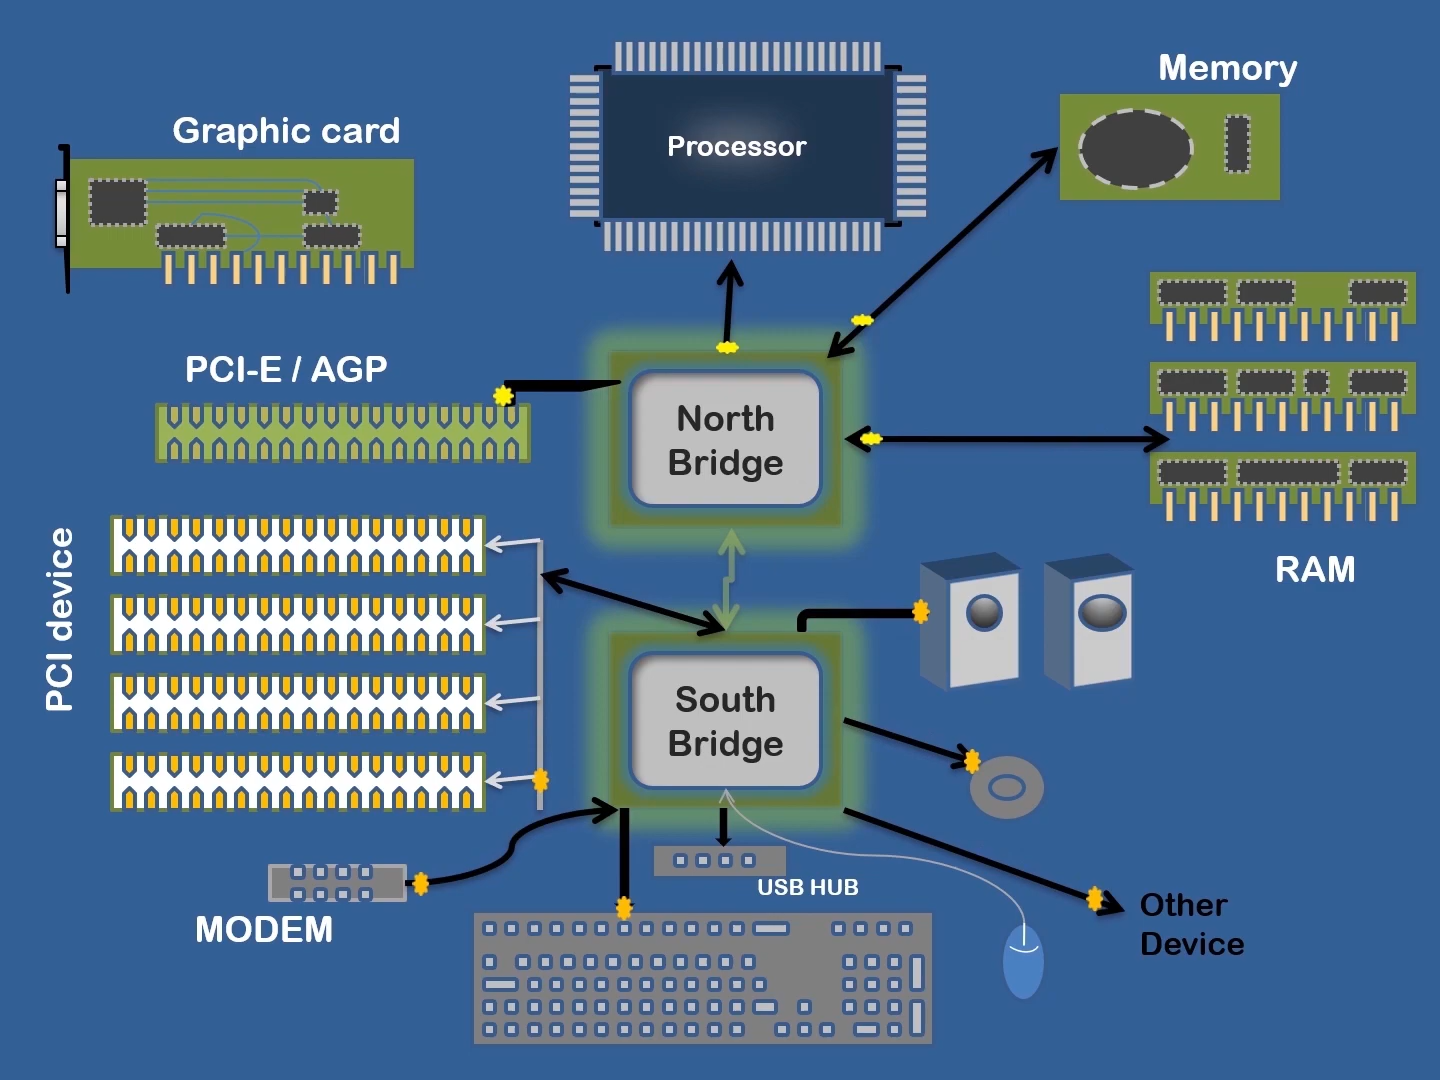 Memory
Graphic card
Processor
PCI-E / AGP
North
Bridge
PCI device
RAM
South
Bridge
USB HUB
MODEM
Other
Device